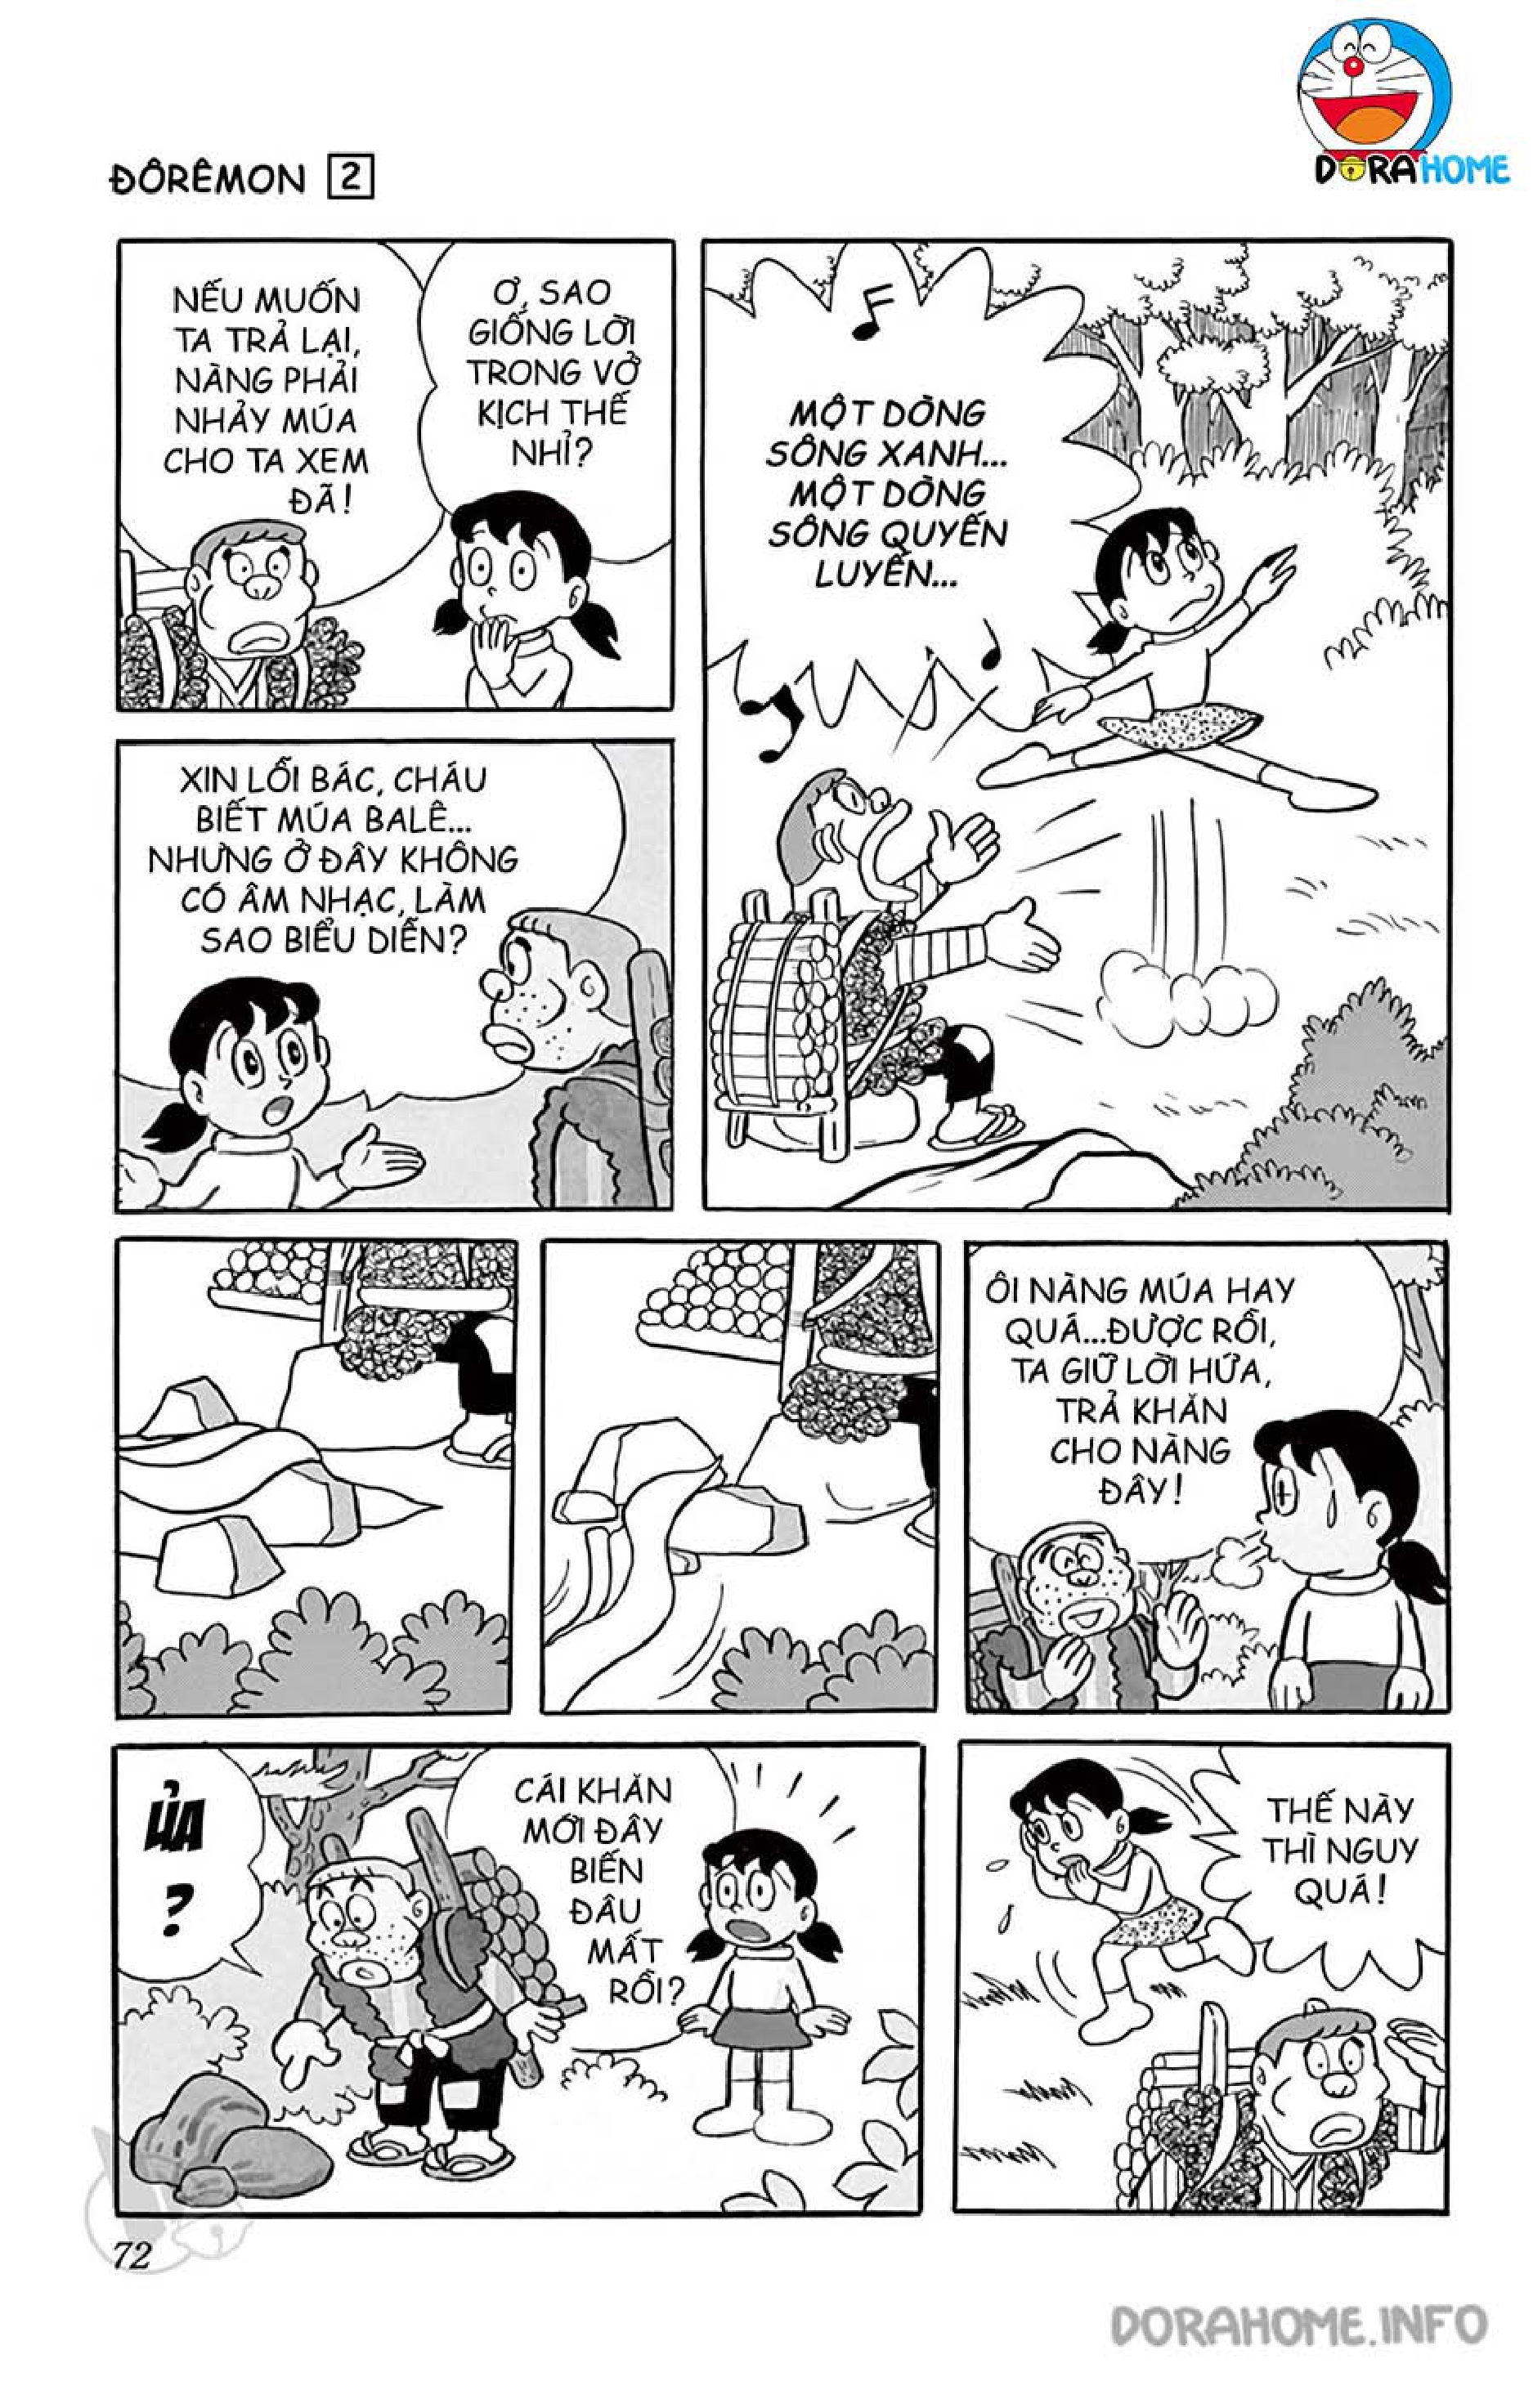 DORAHOME
ĐÔRÊMON 2
NẾU MUỐN
TA TRẢ LẠI,
NÀNG PHẢI
NHẢY MÚA
CHO TA XEM
ĐÃ!
Ơ, SAO
GIỐNG LỜI
TRONG VỞ
KỊCH THẾ
NHỈ?
XIN LỖI BÁC, CHÁU
BIẾT MÚA BALÊ...
NHƯNG Ở ĐÂY KHÔNG
CÓ ÂM NHẠC, LÀM
SAO BIỂU DIỄN?
MỘT DÒNG
SÔNG XANH...
MỘT DÒNG
SÔNG QUYẾN
LUYẾN...
ÔI NÀNG MÚA HAY
QUÁ...ĐƯỢC RỒI,
TA GIỮ LỜI HỨA,
TRẢ KHĂN
CHO NÀNG
ĐÂY!
ỦA
?
CÁI KHĂN
MỚI ĐÂY
BIẾN
ĐÂU
MẤT
RỒI?
THẾ NÀY
THÌ NGUY
QUÁ!
72
DORAHOME.INFO